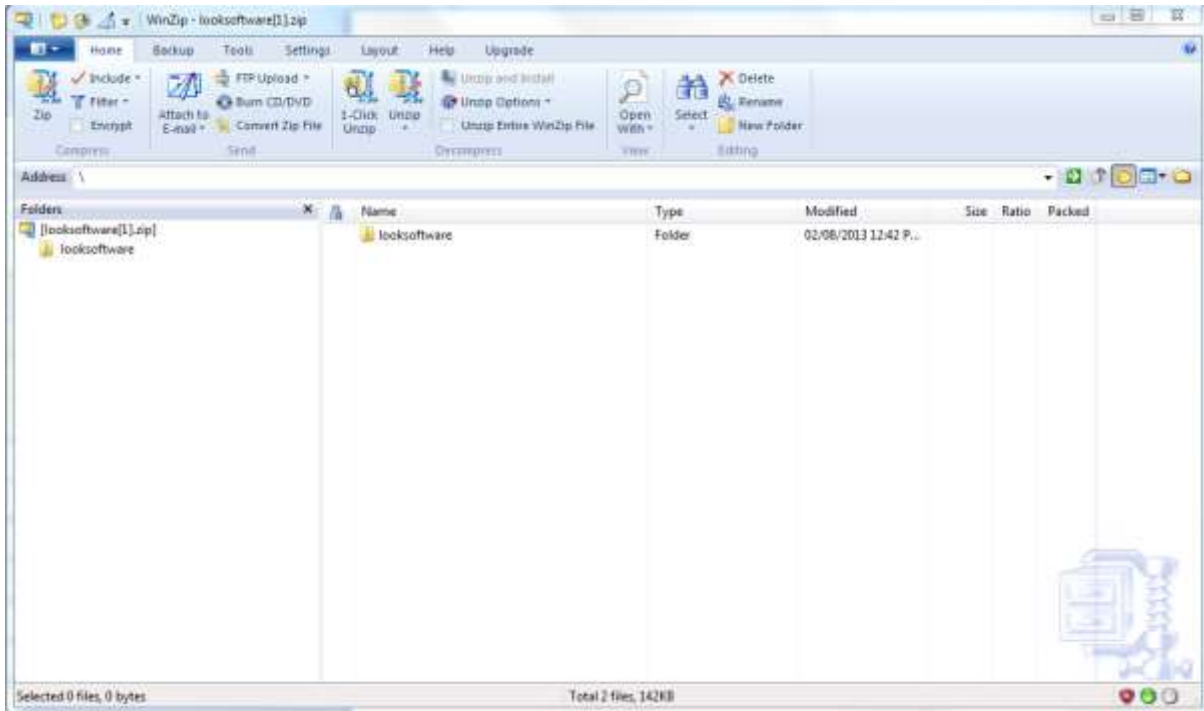 WinZip - looksoftware[1].zip
Home Backup Tools Settings Layout Help Upgrade
Zip
Include
Filter
Encrypt
Compress
Attach to E-mail
FTP Upload
Burn CD/DVD
Convert Zip File
Send
1-Click Unzip
Unzip
Unzip and Install
Unzip Options
Unzip Entire WinZip File
Decompress
Open With
View
Select
Delete
Rename
New Folder
Editing
Address \
Folders
[looksoftware[1].zip]
looksoftware
Name Type Modified Size Ratio Packed
looksoftware Folder 02/08/2013 12:42 P...
Selected 0 files, 0 bytes
Total 2 files, 142KB